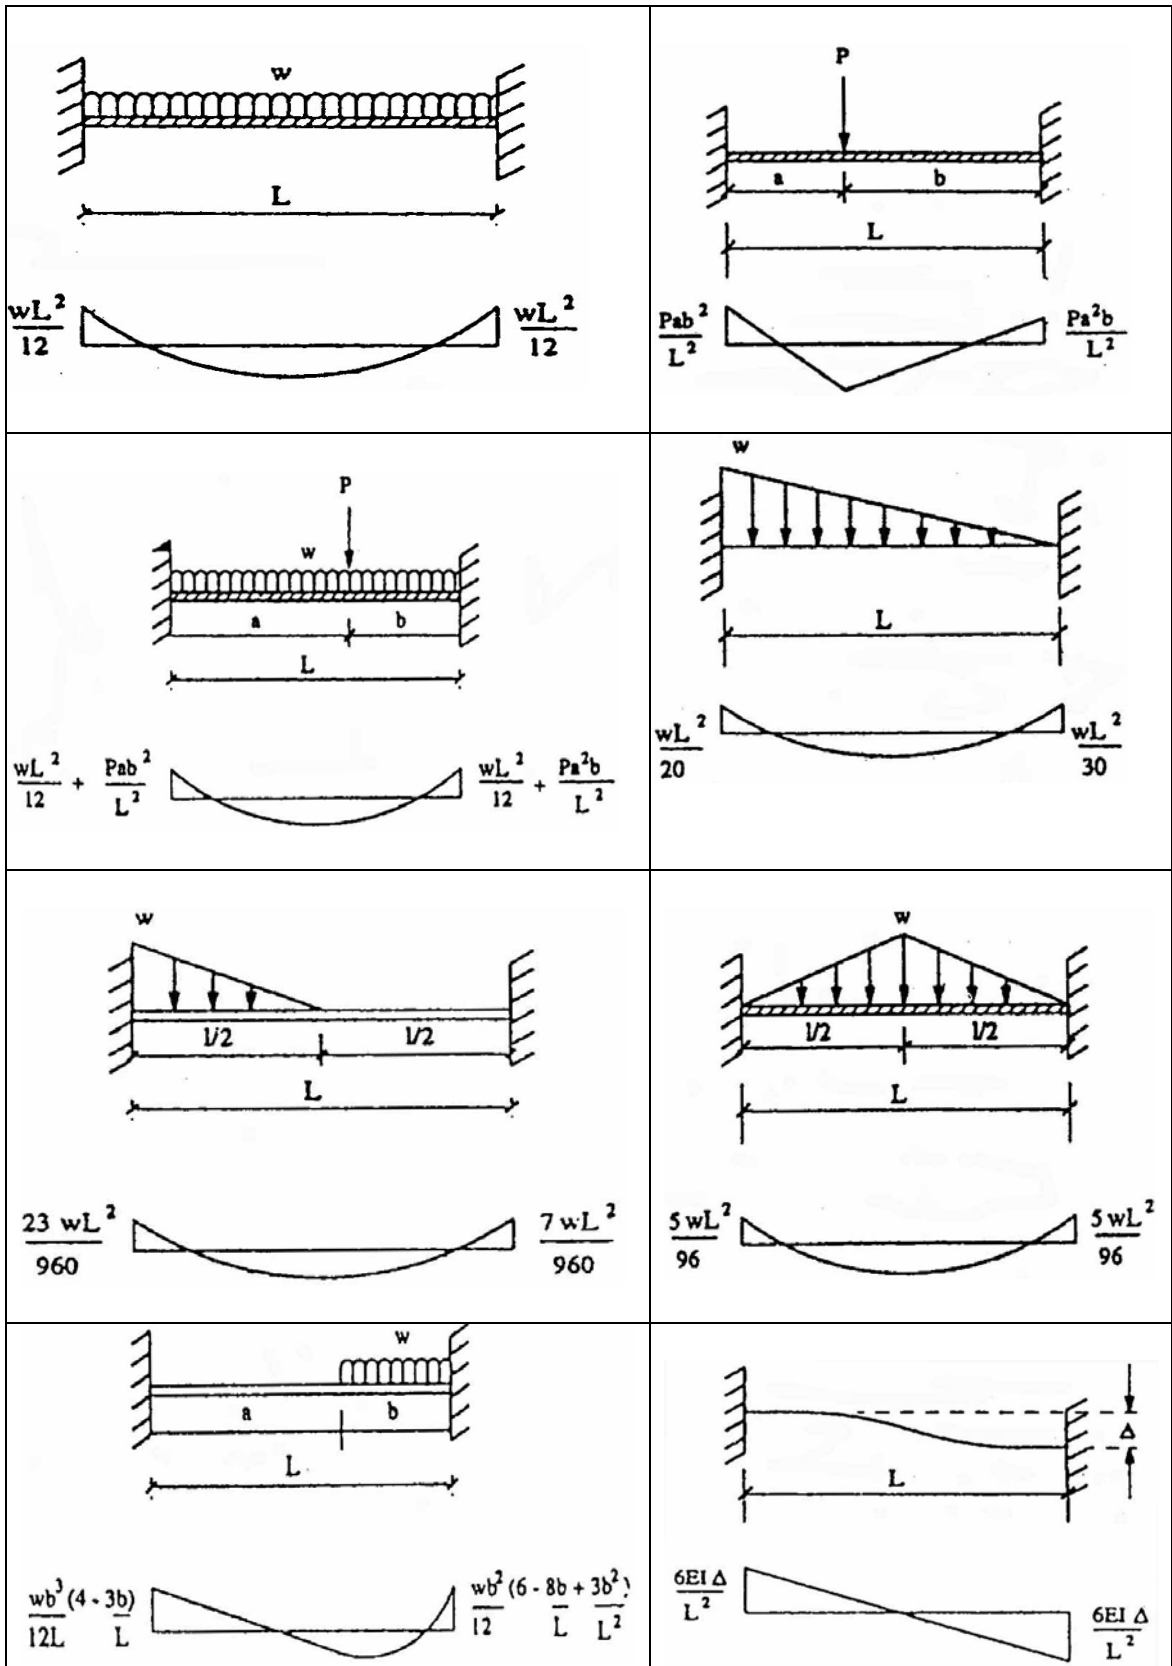 w
L
wL²/12 wL²/12
P
a b
L
Pab²/L² Pa²b/L²
P
w
a b
L
wL²/12 + Pab²/L² wL²/12 + Pa²b/L²
w
L
wL²/20 wL²/30
w
l/2 l/2
L
23 wL²/960 7 wL²/960
w
l/2 l/2
L
5 wL²/96 5 wL²/96
w
a b
L
wb³/12L (4 - 3b/L) wb²/12 (6 - 8b/L + 3b²/L²)
Δ
L
6EI Δ/L² 6EI Δ/L²